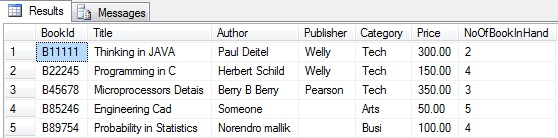 Results Messages
BookId Title Author Publisher Category Price NoOfBookInHand
1 B11111 Thinking in JAVA Paul Deitel Welly Tech 300.00 2
2 B22245 Programming in C Herbert Schild Welly Tech 150.00 4
3 B45678 Microprocessors Detais Berry B Berry Pearson Tech 350.00 3
4 B85246 Engineering Cad Someone Arts 50.00 5
5 B89754 Probability in Statistics Norendro mallik Busi 100.00 4